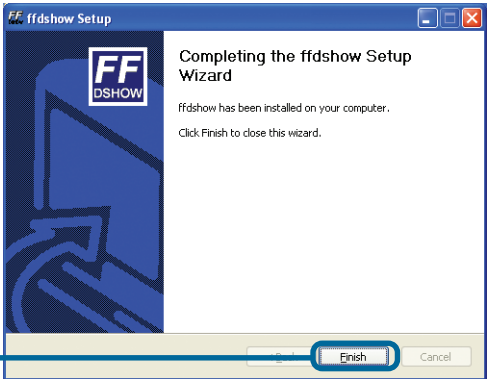 ffdshow Setup
FF
DSHOW
Completing the ffdshow Setup
Wizard
ffdshow has been installed on your computer.
Click Finish to close this wizard.
Finish
Cancel